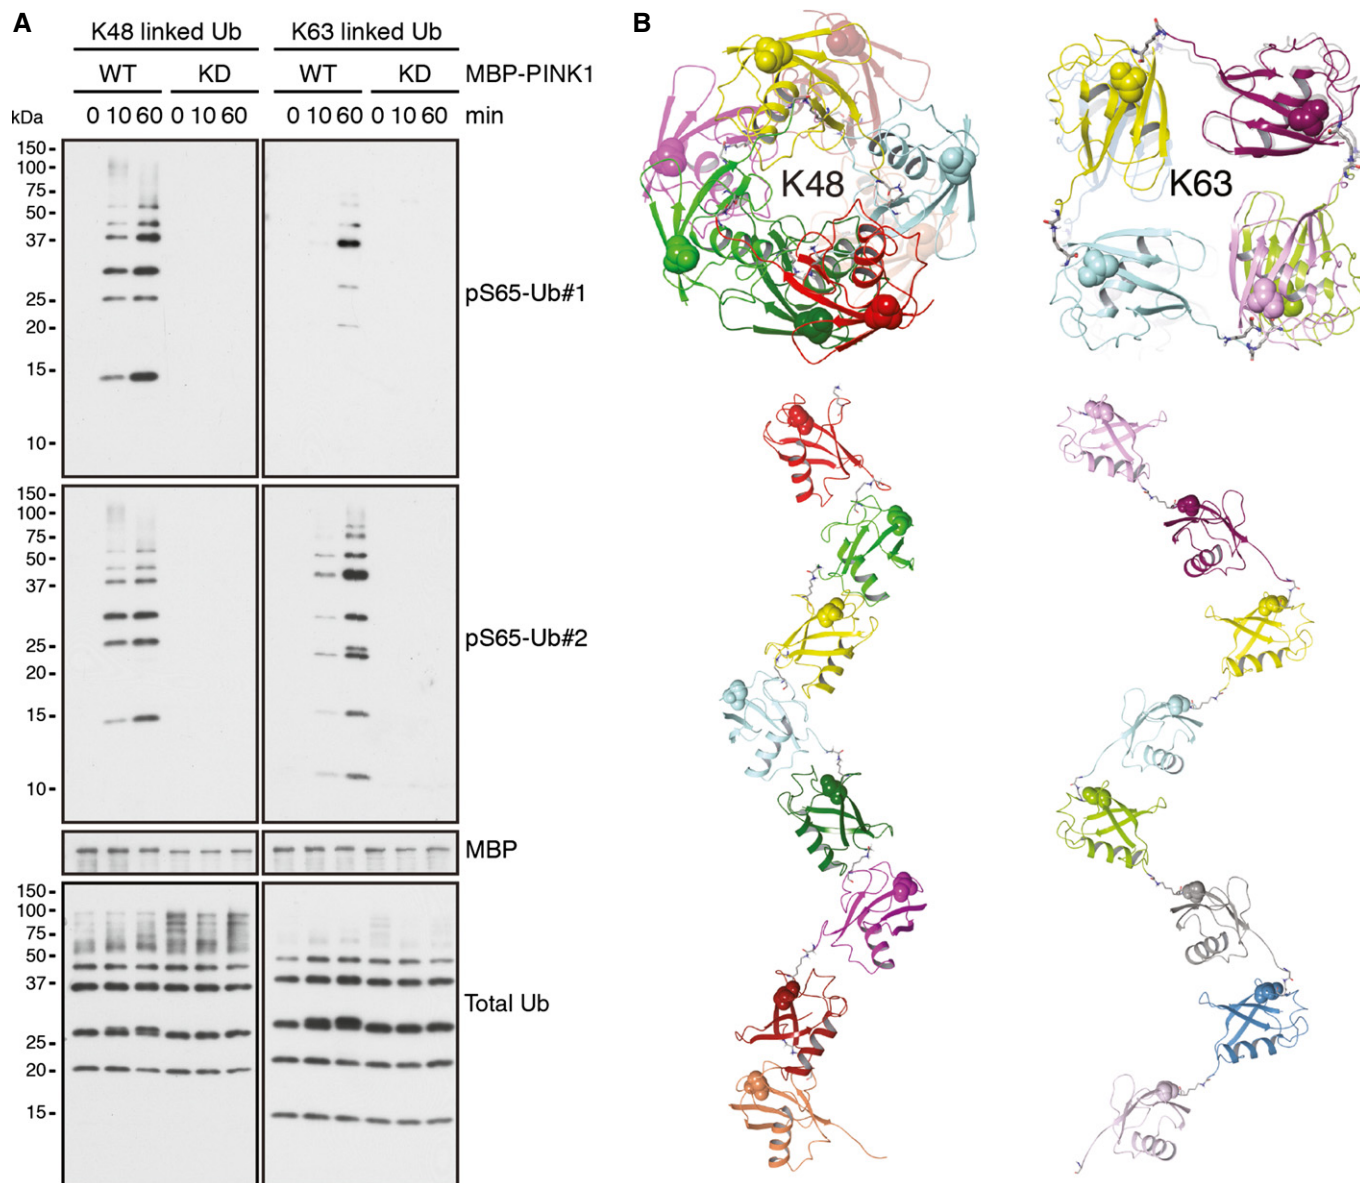 A
B
K48 linked Ub
K63 linked Ub
WT
KD
WT
KD
MBP-PINK1
kDa
0 10 60 0 10 60
0 10 60 0 10 60
min
150-
100-
75-
50-
37-
25-
20-
15-
10-
pS65-Ub#1
150-
100-
75-
50-
37-
25-
20-
15-
10-
pS65-Ub#2
MBP
150-
100-
75-
50-
37-
25-
20-
15-
Total Ub
K48
K63